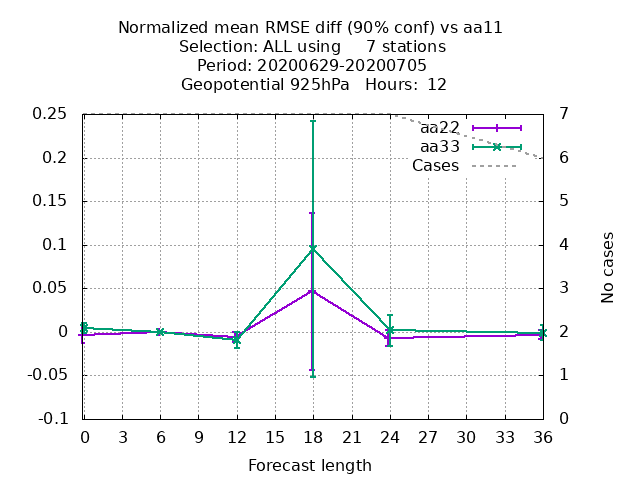 Normalized mean RMSE diff (90% conf) vs aa11
Selection: ALL using     7 stations
Period: 20200629-20200705
Geopotential 925hPa   Hours:  12
0.25
0.2
0.15
0.1
0.05
0
-0.05
-0.1
7
6
5
4
3
2
1
0
aa22
aa33
Cases
No cases
0 3 6 9 12 15 18 21 24 27 30 33 36
Forecast length